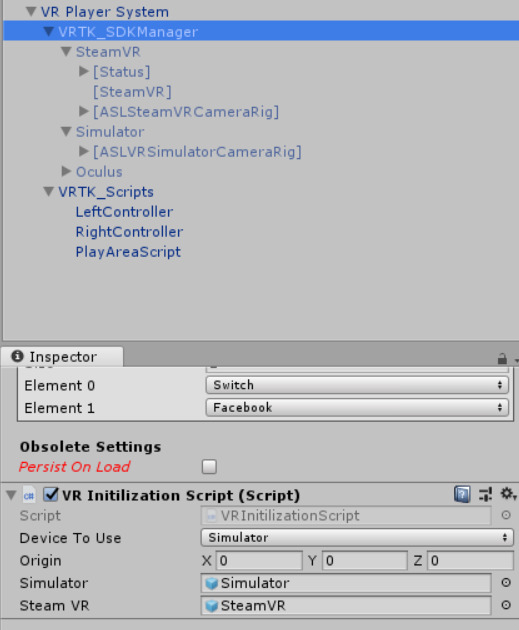 VR Player System
VRTK_SDKManager
SteamVR
[Status]
[SteamVR]
[ASLSteamVRCameraRig]
Simulator
[ASLVRSimulatorCameraRig]
Oculus
VRTK_Scripts
LeftController
RightController
PlayAreaScript
Inspector
Element 0 Switch
Element 1 Facebook
Obsolete Settings
Persist On Load
VR Initilization Script (Script)
Script VRInitilizationScript
Device To Use Simulator
Origin X 0 Y 0 Z 0
Simulator Simulator
Steam VR SteamVR